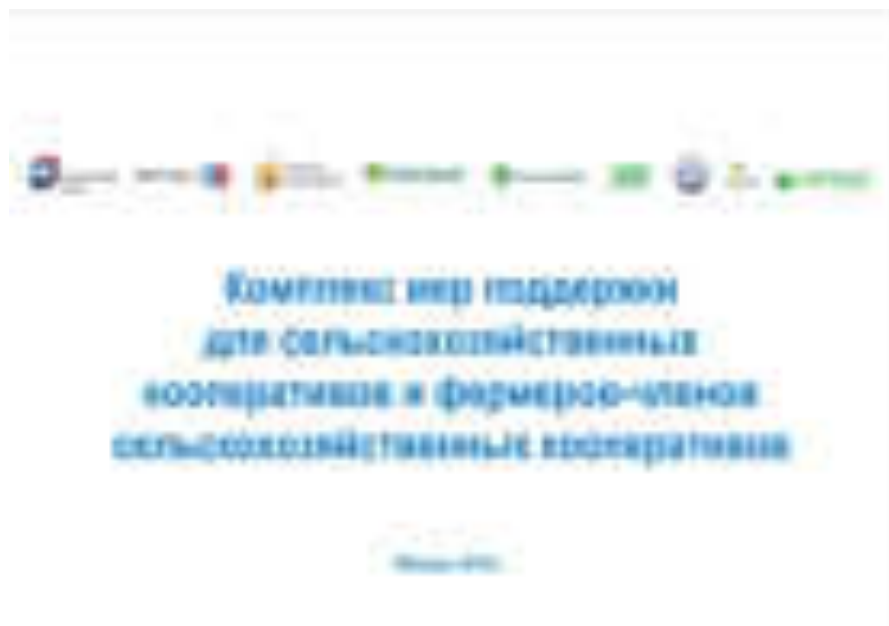 Комплекс мер поддержки
для сельскохозяйственных
кооперативов и фермеров-членов
сельскохозяйственных кооперативов